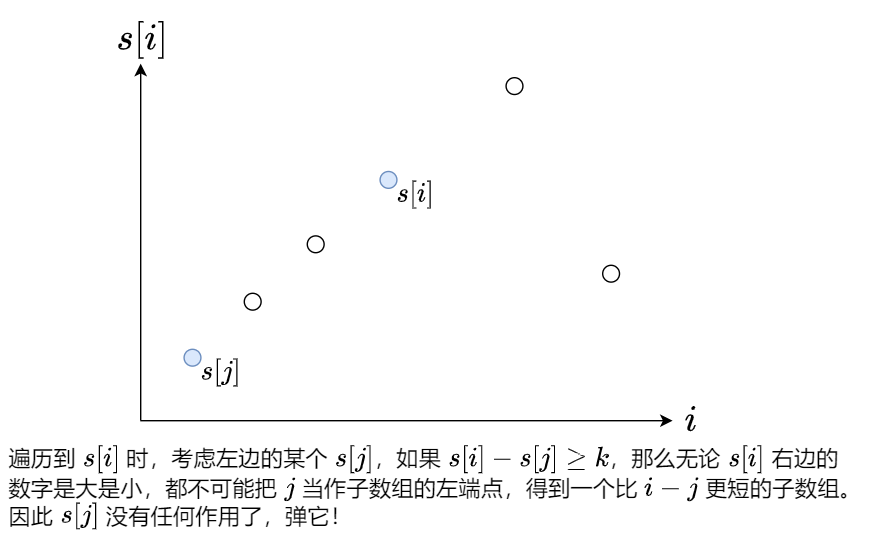 s[i]
s[i]
s[j]
i
遍历到 s[i] 时，考虑左边的某个 s[j]，如果 s[i] − s[j] ≥ k，那么无论 s[i] 右边的
数字是大是小，都不可能把 j 当作子数组的左端点，得到一个比 i − j 更短的子数组。
因此 s[j] 没有任何作用了，弹它！